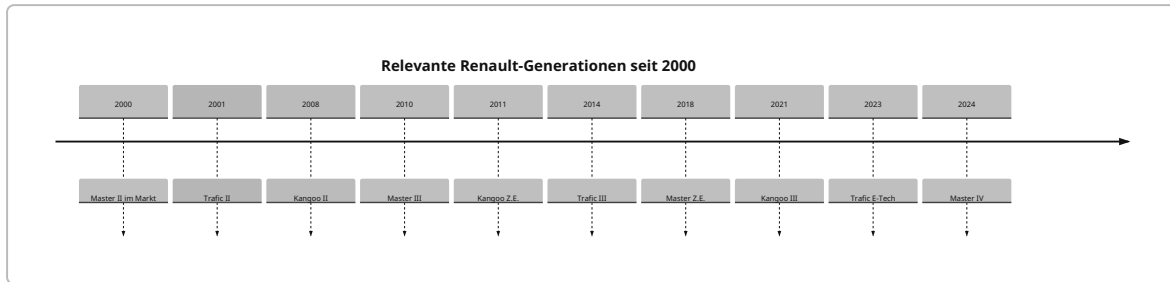 Relevante Renault-Generationen seit 2000
2000 2001 2008 2010 2011 2014 2018 2021 2023 2024
Master II im Markt Trafic II Kangoo II Master III Kangoo Z.E. Trafic III Master Z.E. Kangoo III Trafic E-Tech Master IV